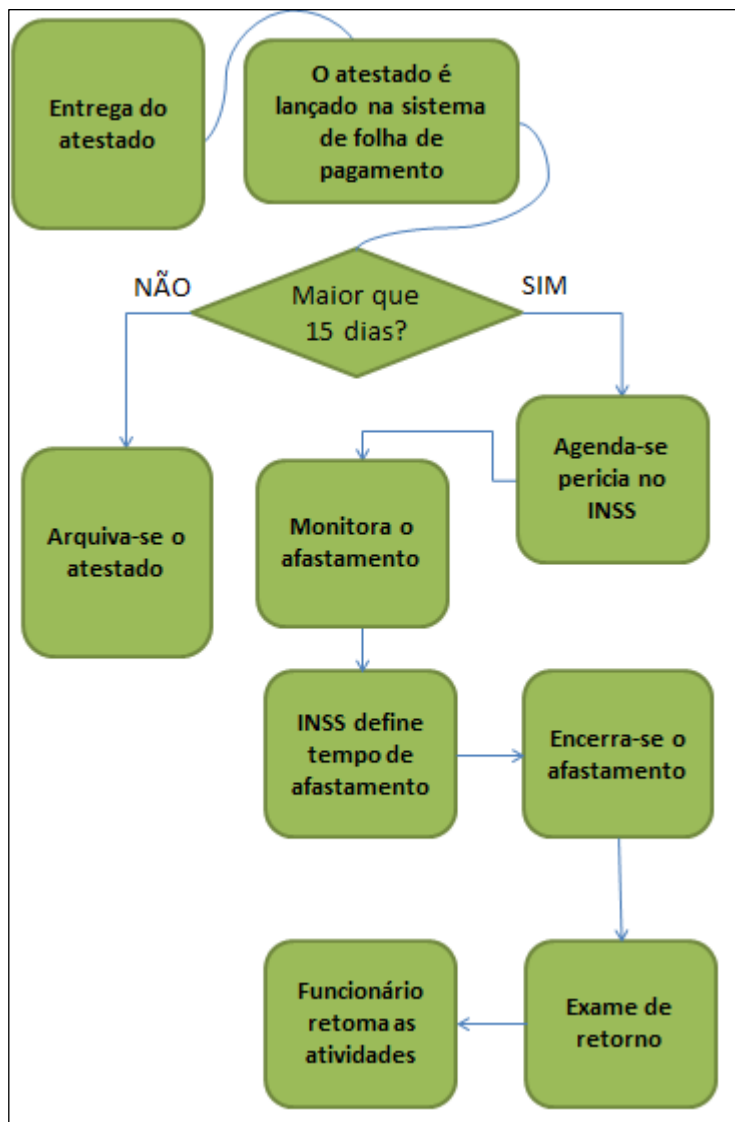 Entrega do
atestado
O atestado é
lançado na sistema
de folha de
pagamento
NÃO
Maior que
15 dias?
SIM
Arquiva-se o
atestado
Agenda-se
pericia no
INSS
Monitora o
afastamento
INSS define
tempo de
afastamento
Encerra-se o
afastamento
Exame de
retorno
Funcionário
retoma as
atividades